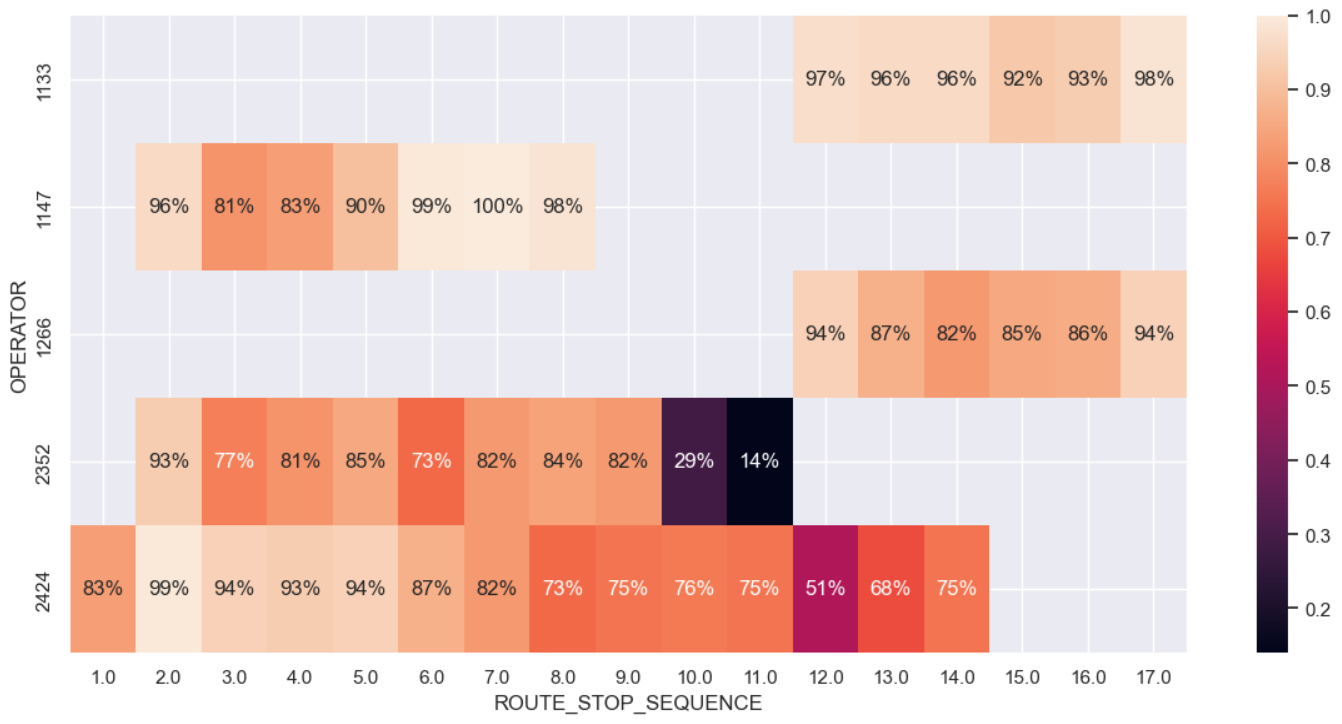 1.0
0.9
0.8
0.7
0.6
0.5
0.4
0.3
0.2
OPERATOR
1133
97% 96% 96% 92% 93% 98%
1147
96% 81% 83% 90% 99% 100% 98%
1266
94% 87% 82% 85% 86% 94%
2352
93% 77% 81% 85% 73% 82% 84% 82% 29% 14%
2424
83% 99% 94% 93% 94% 87% 82% 73% 75% 76% 75% 51% 68% 75%
1.0 2.0 3.0 4.0 5.0 6.0 7.0 8.0 9.0 10.0 11.0 12.0 13.0 14.0 15.0 16.0 17.0
ROUTE_STOP_SEQUENCE